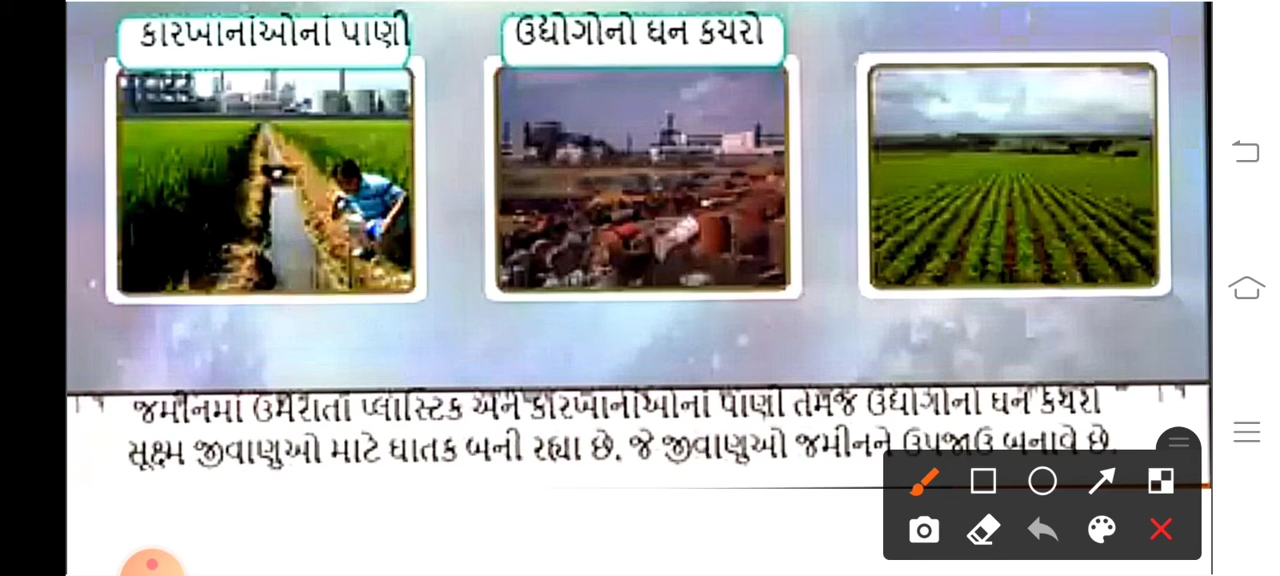 કારખાનાંઓનાં પાણી
ઉદ્યોગોનો ઘન કચરો
જમીનમાં ઉમેરાતા પ્લાસ્ટિક અને કારખાનાંઓનાં પાણી તેમજ ઉદ્યોગોનો ઘન કચરો
સૂક્ષ્મ જીવાણુઓ માટે ઘાતક બની રહ્યા છે. જે જીવાણુઓ જમીનને ઉપજાઉ બનાવે છે.